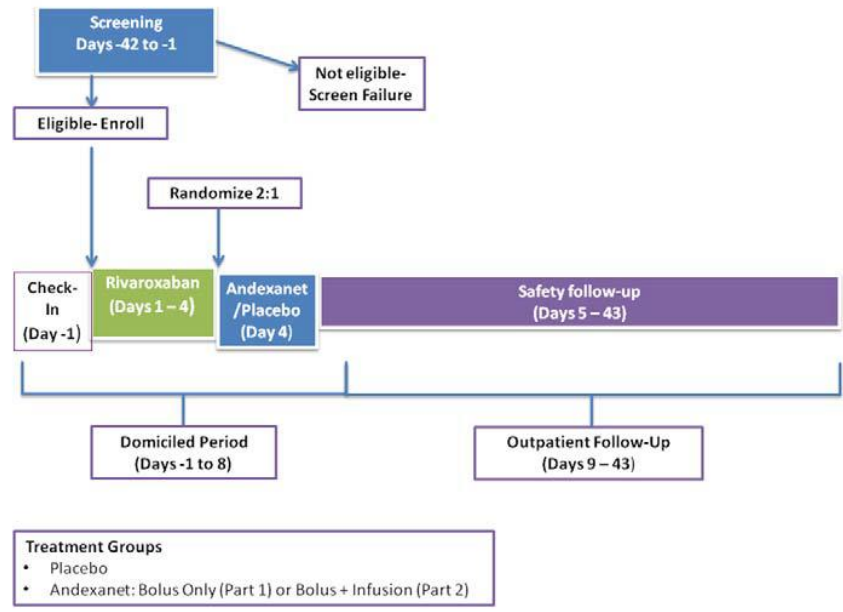 Screening
Days -42 to -1
Not eligible-
Screen Failure
Eligible- Enroll
Randomize 2:1
Check-
In
(Day -1)
Rivaroxaban
(Days 1 – 4)
Andexanet
/Placebo
(Day 4)
Safety follow-up
(Days 5 – 43)
Domiciled Period
(Days -1 to 8)
Outpatient Follow-Up
(Days 9 – 43)
Treatment Groups
• Placebo
• Andexanet: Bolus Only (Part 1) or Bolus + Infusion (Part 2)